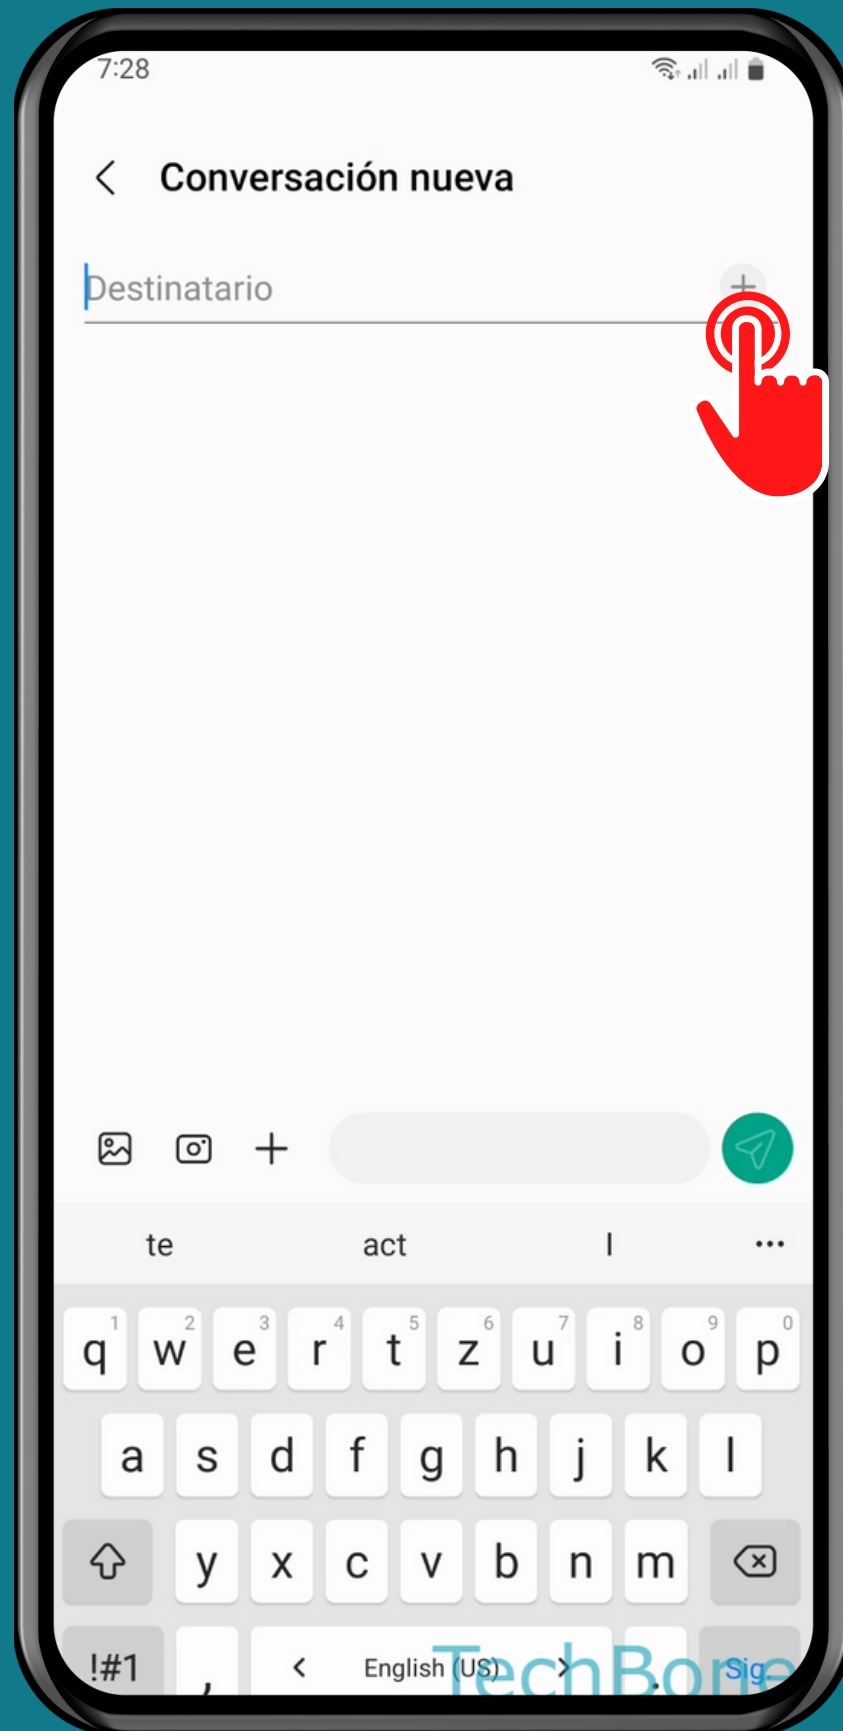 7:28
Conversación nueva
Destinatario
te act I
1 2 3 4 5 6 7 8 9 0
q w e r t z u i o p
a s d f g h j k l
y x c v b n m
!#1 , < English (US) > . Sig.
TechBone